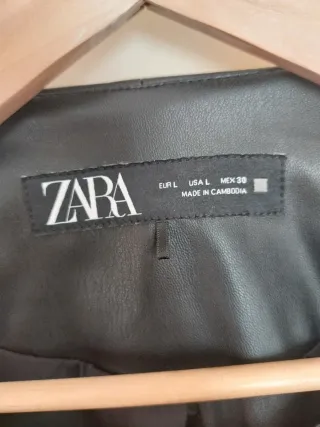 ZARA
EUR L USA L MEX 30
MADE IN CAMBODIA